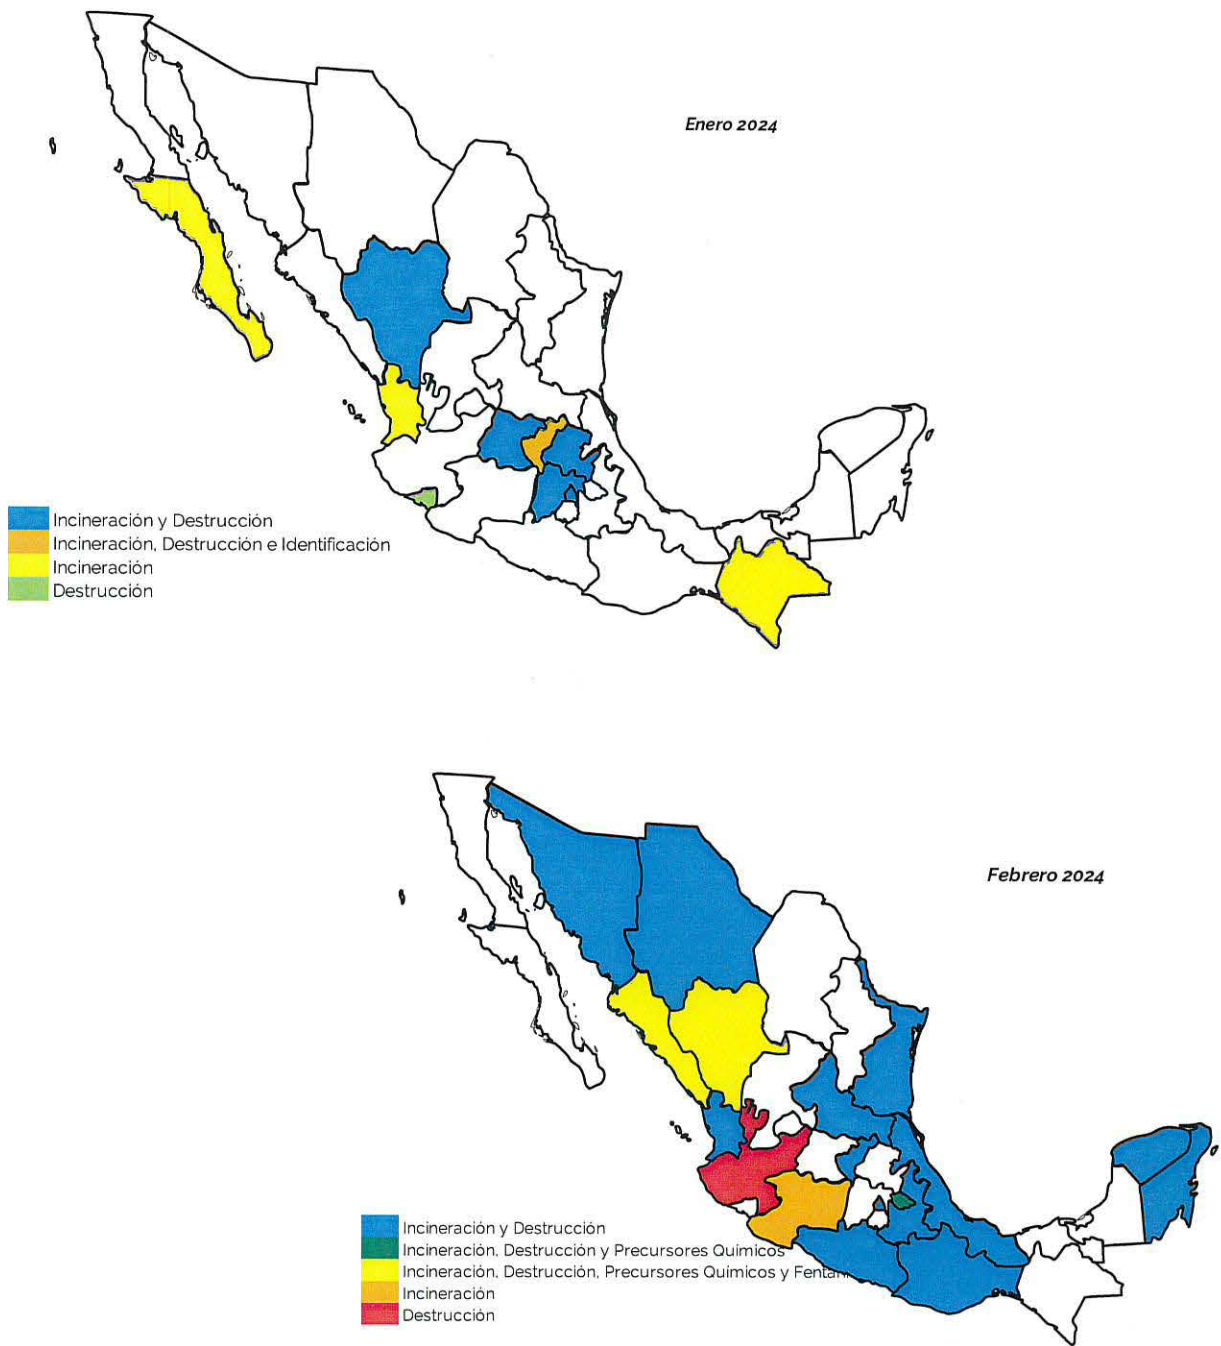 Enero 2024
Incineración y Destrucción
Incineración, Destrucción e Identificación
Incineración
Destrucción
Febrero 2024
Incineración y Destrucción
Incineración, Destrucción y Precursores Químicos
Incineración, Destrucción, Precursores Químicos y
Incineración
Destrucción